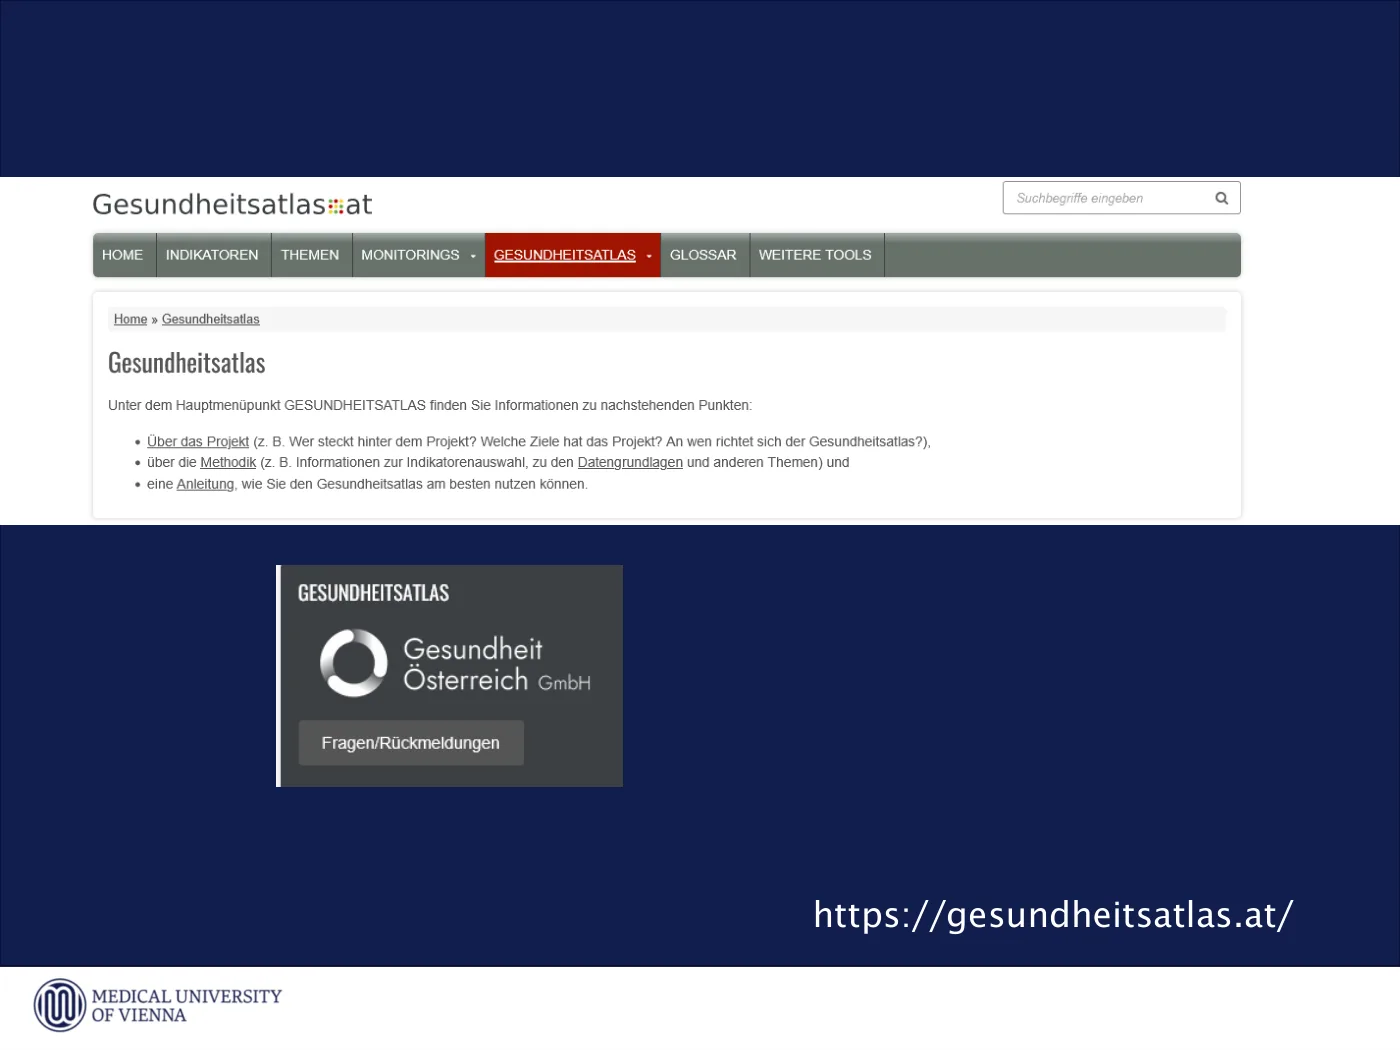 Gesundheitsatlas at
Suchbegriffe eingeben
HOME INDIKATOREN THEMEN MONITORINGS GESUNDHEITSATLAS GLOSSAR WEITERE TOOLS
Home » Gesundheitsatlas
Gesundheitsatlas
Unter dem Hauptmenüpunkt GESUNDHEITSATLAS finden Sie Informationen zu nachstehenden Punkten:
• Über das Projekt (z. B. Wer steckt hinter dem Projekt? Welche Ziele hat das Projekt? An wen richtet sich der Gesundheitsatlas?),
• über die Methodik (z. B. Informationen zur Indikatorenauswahl, zu den Datengrundlagen und anderen Themen) und
• eine Anleitung, wie Sie den Gesundheitsatlas am besten nutzen können.
GESUNDHEITSATLAS
Gesundheit
Österreich GmbH
Fragen/Rückmeldungen
https://gesundheitsatlas.at/
MEDICAL UNIVERSITY
OF VIENNA